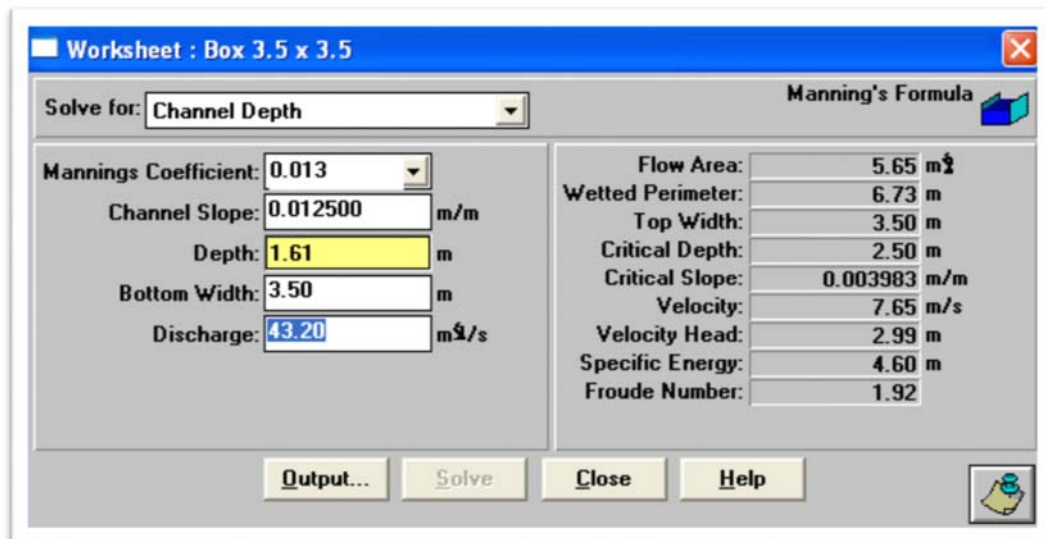 Worksheet : Box 3.5 x 3.5
Solve for: Channel Depth
Manning's Formula
Mannings Coefficient: 0.013
Channel Slope: 0.012500 m/m
Depth: 1.61 m
Bottom Width: 3.50 m
Discharge: 43.20 /s
Flow Area: 5.65
Wetted Perimeter: 6.73 m
Top Width: 3.50 m
Critical Depth: 2.50 m
Critical Slope: 0.003983 m/m
Velocity: 7.65 m/s
Velocity Head: 2.99 m
Specific Energy: 4.60 m
Froude Number: 1.92
Output... Solve Close Help